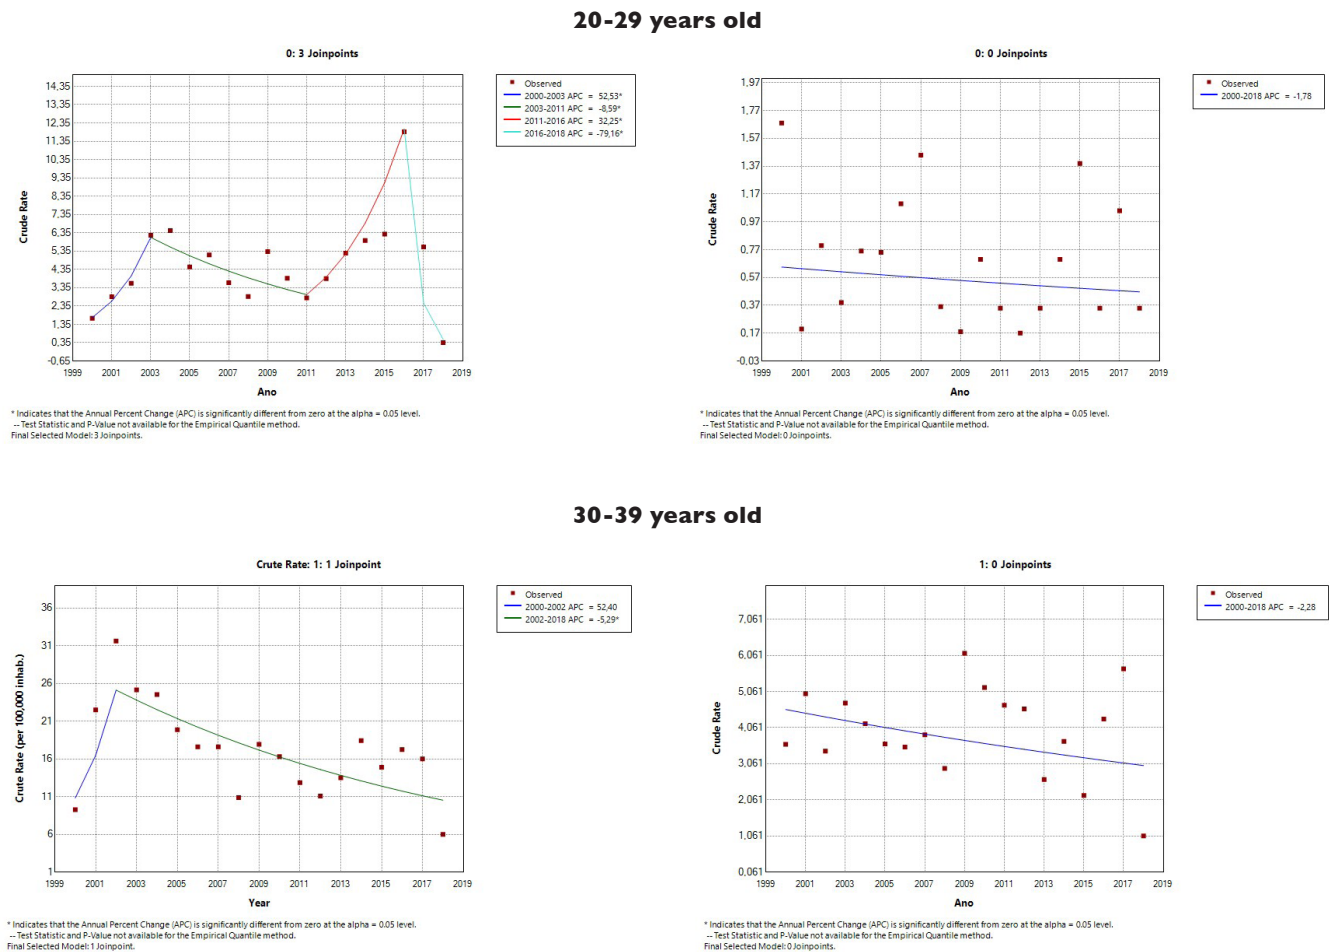 20-29 years old
0: 3 Joinpoints
Crude Rate
14,35
13,35
12,35
11,35
10,35
9,35
8,35
7,35
6,35
5,35
4,35
3,35
2,35
1,35
0,35
-0,65
1999 2001 2003 2005 2007 2009 2011 2013 2015 2017 2019
Ano
Observed
2000-2003 APC = 52,53*
2003-2011 APC = -8,59*
2011-2016 APC = 32,25*
2016-2018 APC = -79,16*
* Indicates that the Annual Percent Change (APC) is significantly different from zero at the alpha = 0.05 level.
-- Test Statistic and P-Value not available for the Empirical Quantile method.
Final Selected Model: 3 Joinpoints.
0: 0 Joinpoints
Crude Rate
1,97
1,77
1,57
1,37
1,17
0,97
0,77
0,57
0,37
0,17
-0,03
1999 2001 2003 2005 2007 2009 2011 2013 2015 2017 2019
Ano
Observed
2000-2018 APC = -1,78
* Indicates that the Annual Percent Change (APC) is significantly different from zero at the alpha = 0.05 level.
-- Test Statistic and P-Value not available for the Empirical Quantile method.
Final Selected Model: 0 Joinpoints.
30-39 years old
Crute Rate: 1: 1 Joinpoint
Crute Rate (per 100,000 inhab.)
36
31
26
21
16
11
6
1
1999 2001 2003 2005 2007 2009 2011 2013 2015 2017 2019
Year
Observed
2000-2002 APC = 52,40
2002-2018 APC = -5,29*
* Indicates that the Annual Percent Change (APC) is significantly different from zero at the alpha = 0.05 level.
-- Test Statistic and P-Value not available for the Empirical Quantile method.
Final Selected Model: 1 Joinpoint.
1: 0 Joinpoints
Crude Rate
7,061
6,061
5,061
4,061
3,061
2,061
1,061
0,061
1999 2001 2003 2005 2007 2009 2011 2013 2015 2017 2019
Ano
Observed
2000-2018 APC = -2,28
* Indicates that the Annual Percent Change (APC) is significantly different from zero at the alpha = 0.05 level.
-- Test Statistic and P-Value not available for the Empirical Quantile method.
Final Selected Model: 0 Joinpoints.